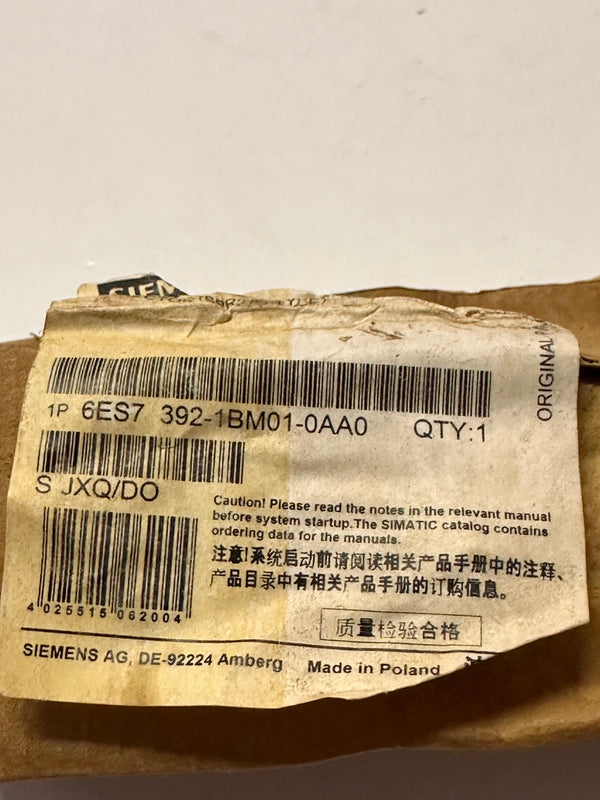 SIEM
1P 6ES7 392-1BM01-0AA0 QTY:1
ORIGINAL
S JXQ/DO
Caution! Please read the notes in the relevant manual
before system startup.The SIMATIC catalog contains
ordering data for the manuals.
注意!系统启动前请阅读相关产品手册中的注释、
产品目录中有相关产品手册的订购信息。
4 025515 062004
质量检验合格
SIEMENS AG, DE-92224 Amberg Made in Poland